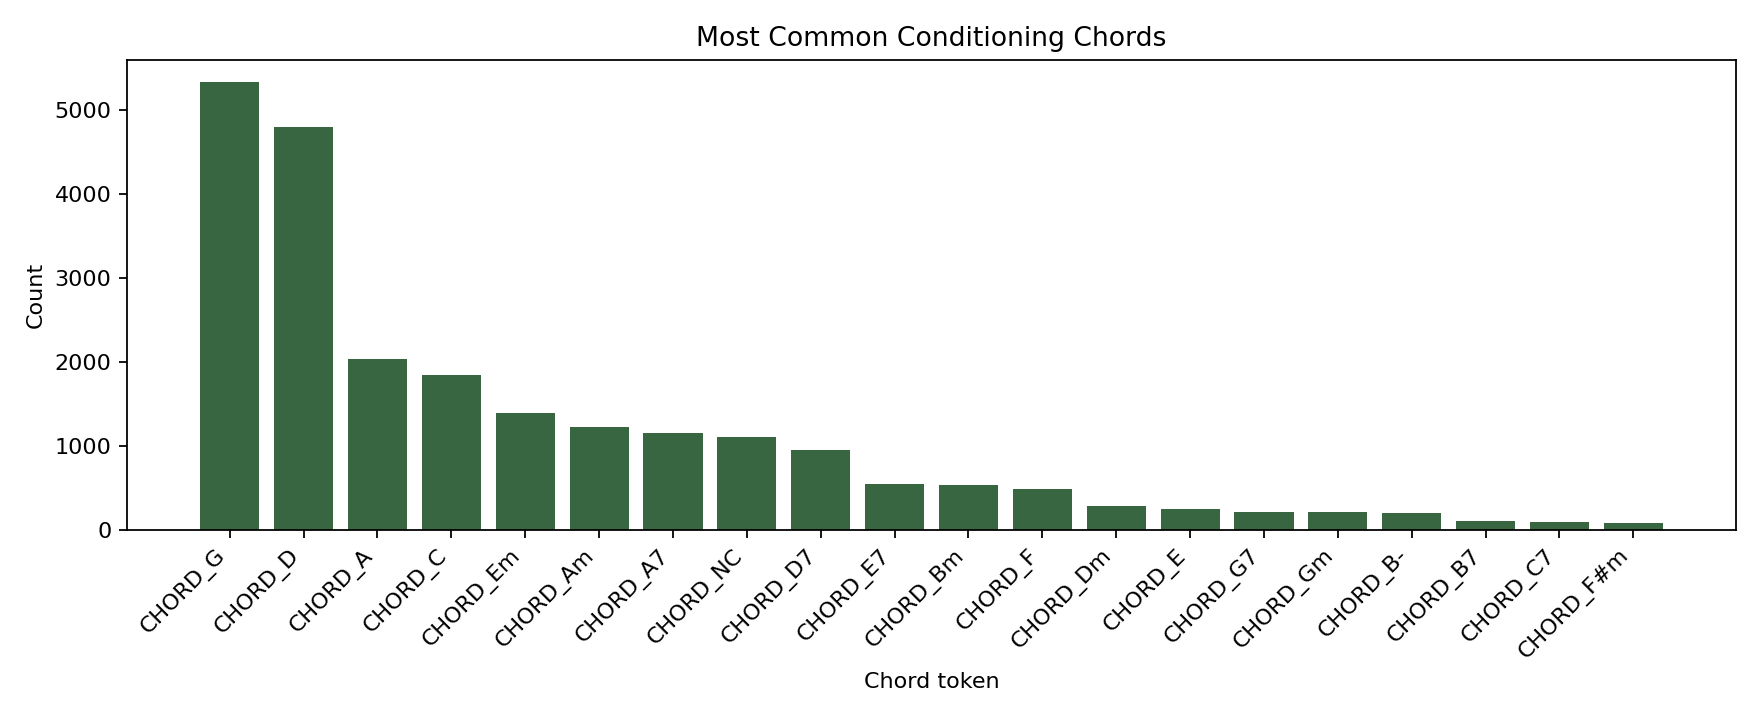 Most Common Conditioning Chords
5000
4000
3000
2000
1000
0
Count
CHORD_G
CHORD_D
CHORD_A
CHORD_C
CHORD_Em
CHORD_Am
CHORD_A7
CHORD_NC
CHORD_D7
CHORD_E7
CHORD_Bm
CHORD_F
CHORD_Dm
CHORD_E
CHORD_G7
CHORD_Gm
CHORD_B-
CHORD_B7
CHORD_C7
CHORD_F#m
Chord token